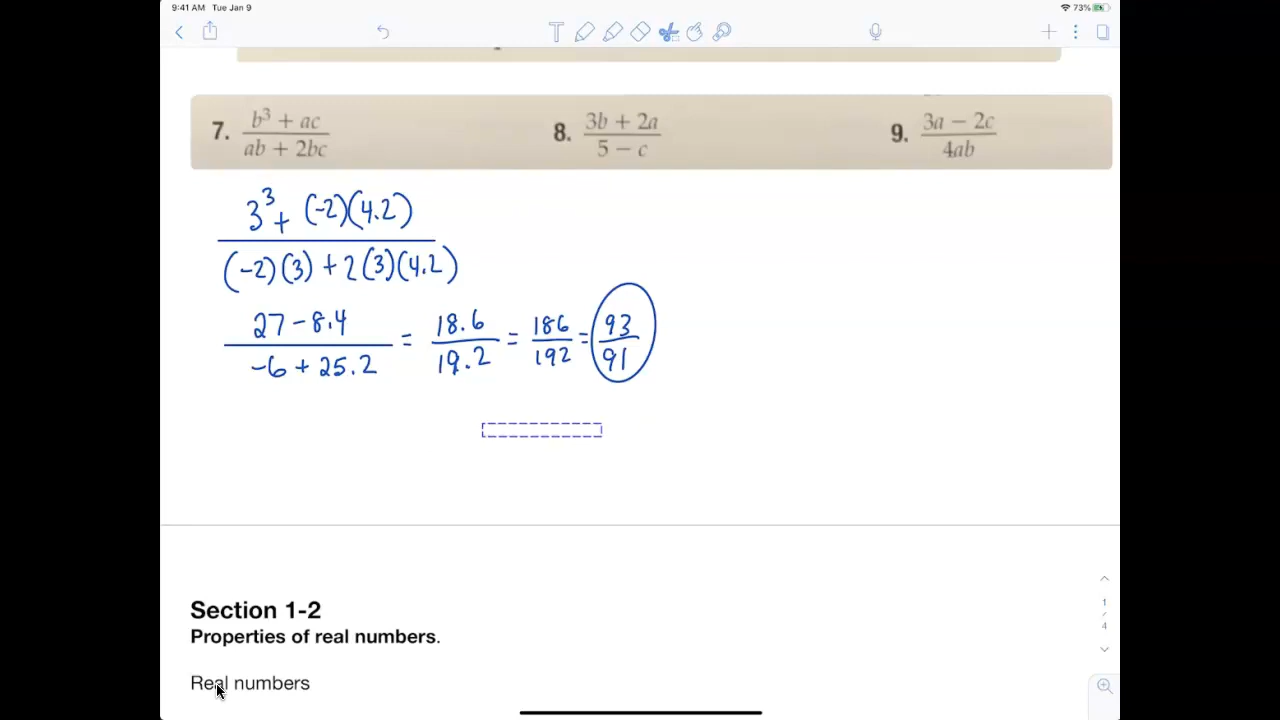 9:41 AM Tue Jan 9 73%
7. b³ + ac / ab + 2bc 8. 3b + 2a / 5 − c 9. 3a − 2c / 4ab
3³ + (-2)(4.2) / (-2)(3) + 2(3)(4.2)
27 - 8.4 / -6 + 25.2 = 18.6 / 19.2 = 186 / 192 = 93 / 91
Section 1-2
Properties of real numbers.
Real numbers
1
/
4